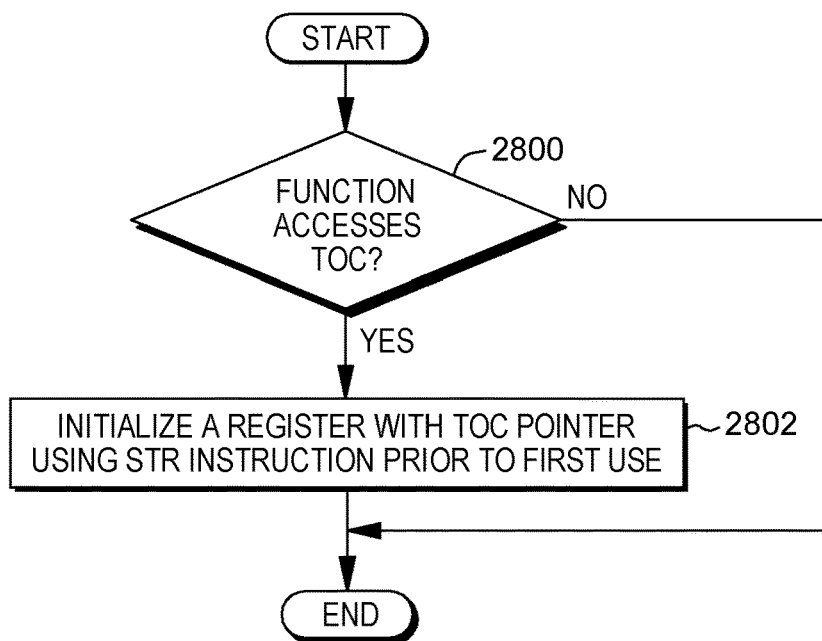 START
2800
FUNCTION
ACCESSES
TOC?
NO
YES
INITIALIZE A REGISTER WITH TOC POINTER
USING STR INSTRUCTION PRIOR TO FIRST USE
2802
END